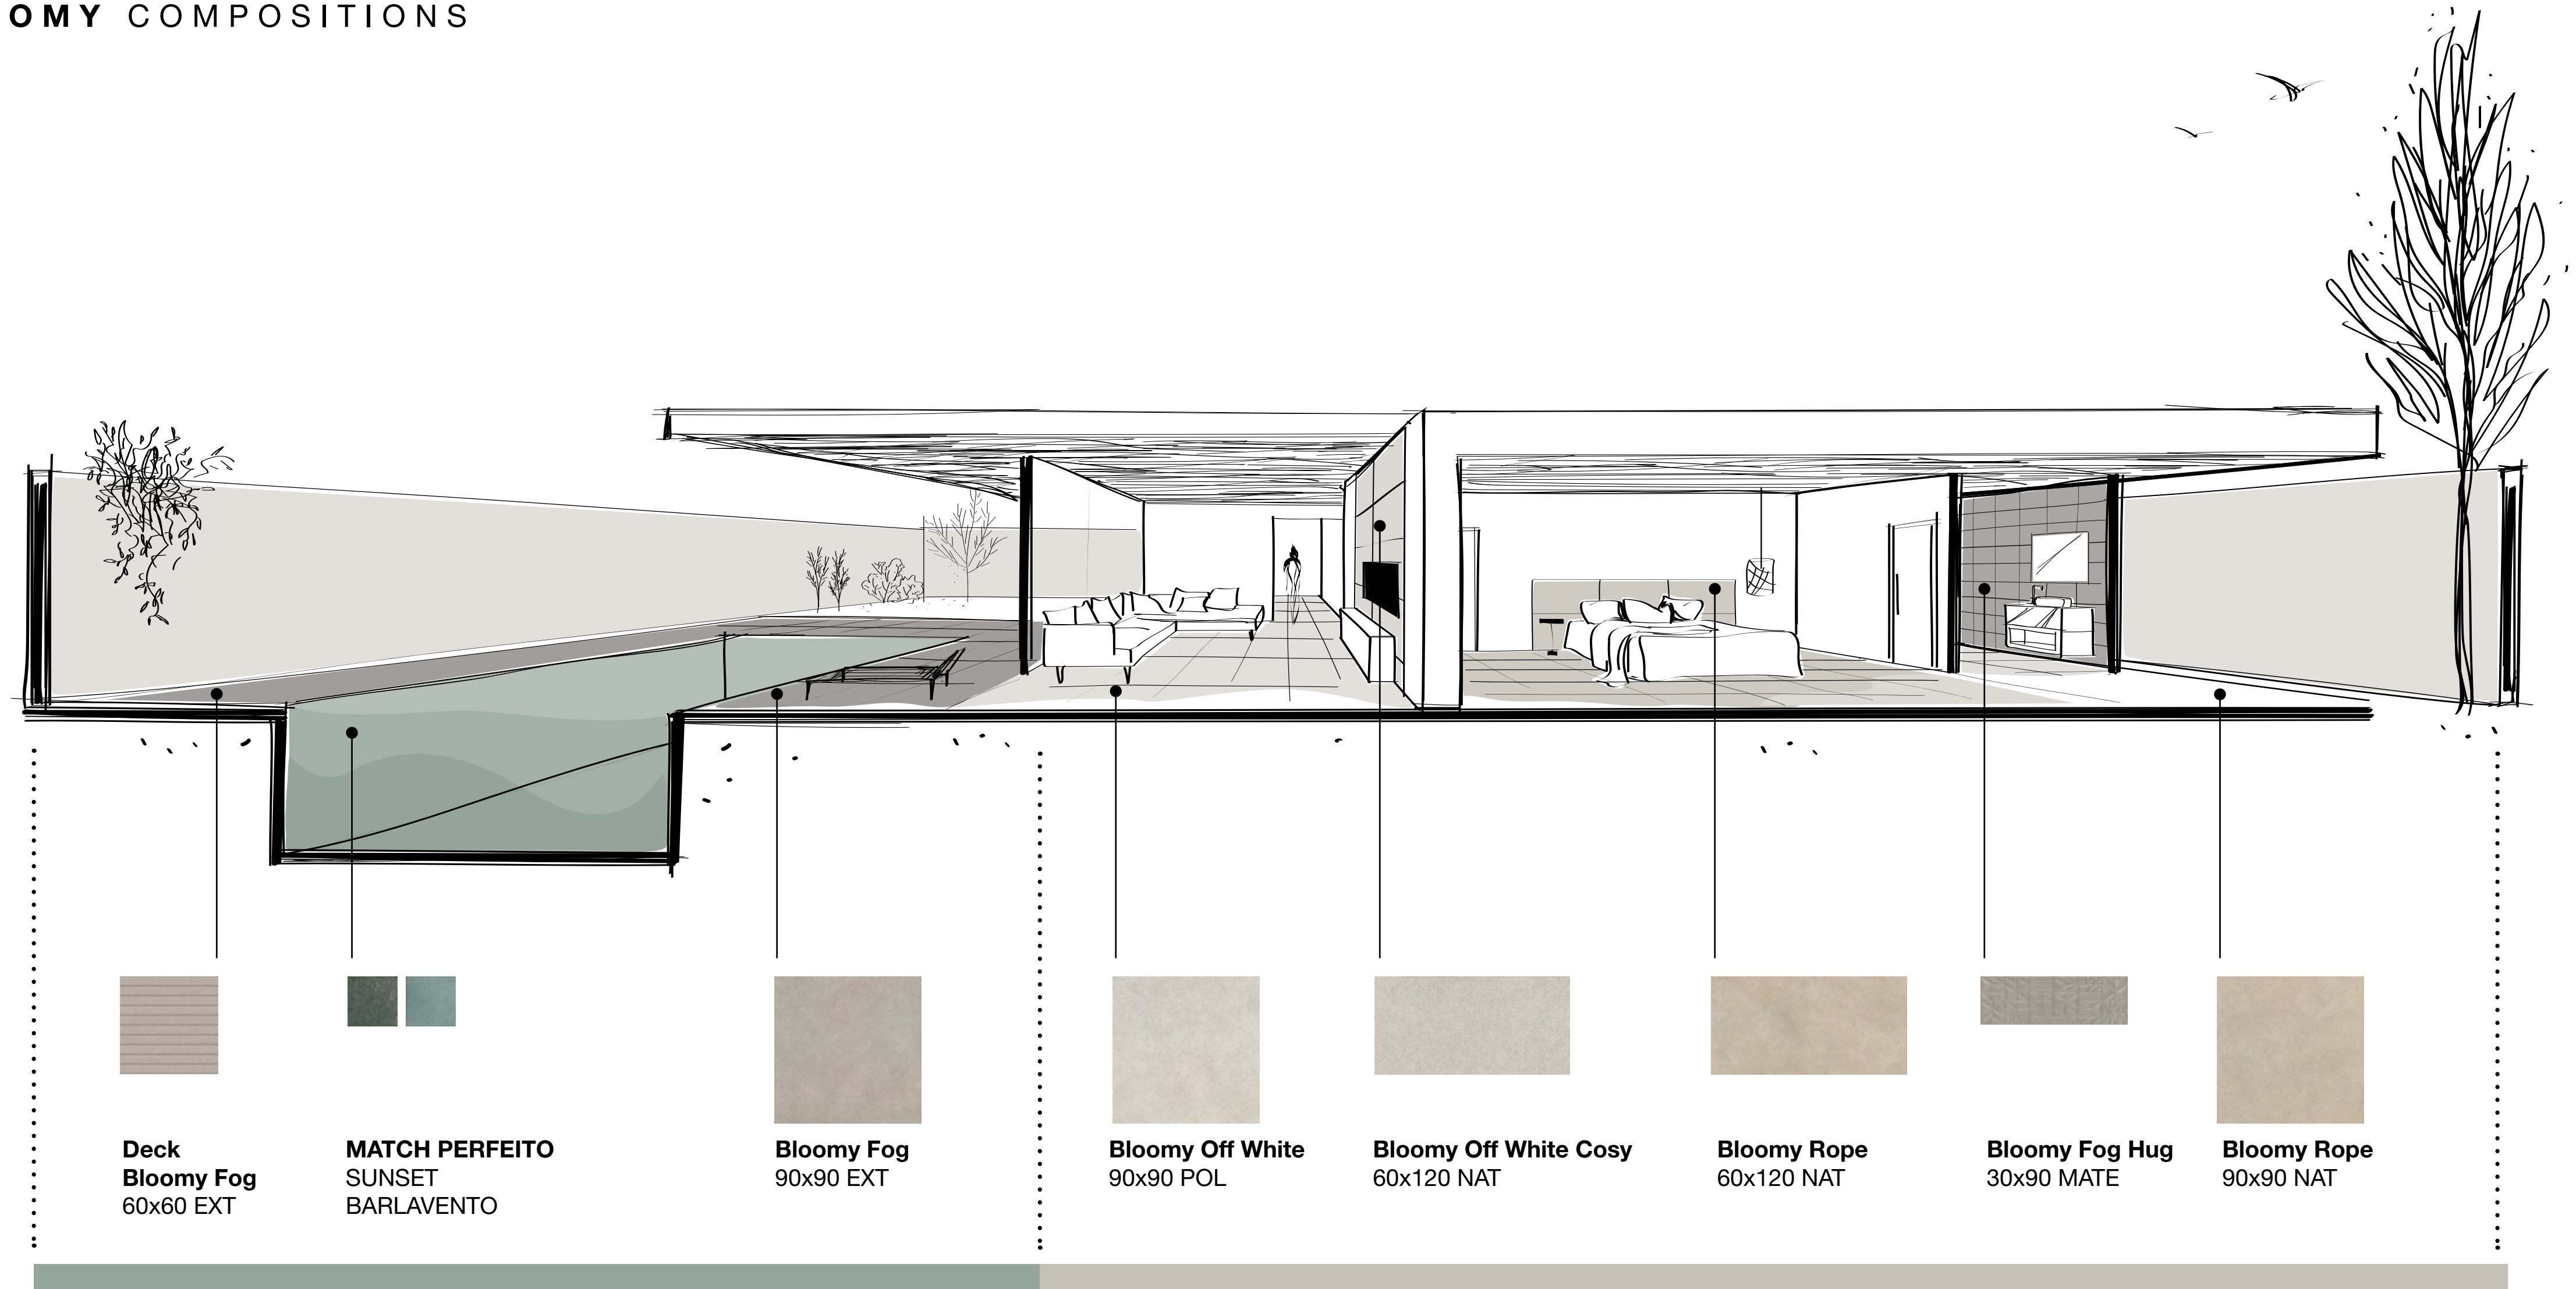 OMY COMPOSITIONS
Deck
Bloomy Fog
60x60 EXT
MATCH PERFEITO
SUNSET
BARLAVENTO
Bloomy Fog
90x90 EXT
Bloomy Off White
90x90 POL
Bloomy Off White Cosy
60x120 NAT
Bloomy Rope
60x120 NAT
Bloomy Fog Hug
30x90 MATE
Bloomy Rope
90x90 NAT